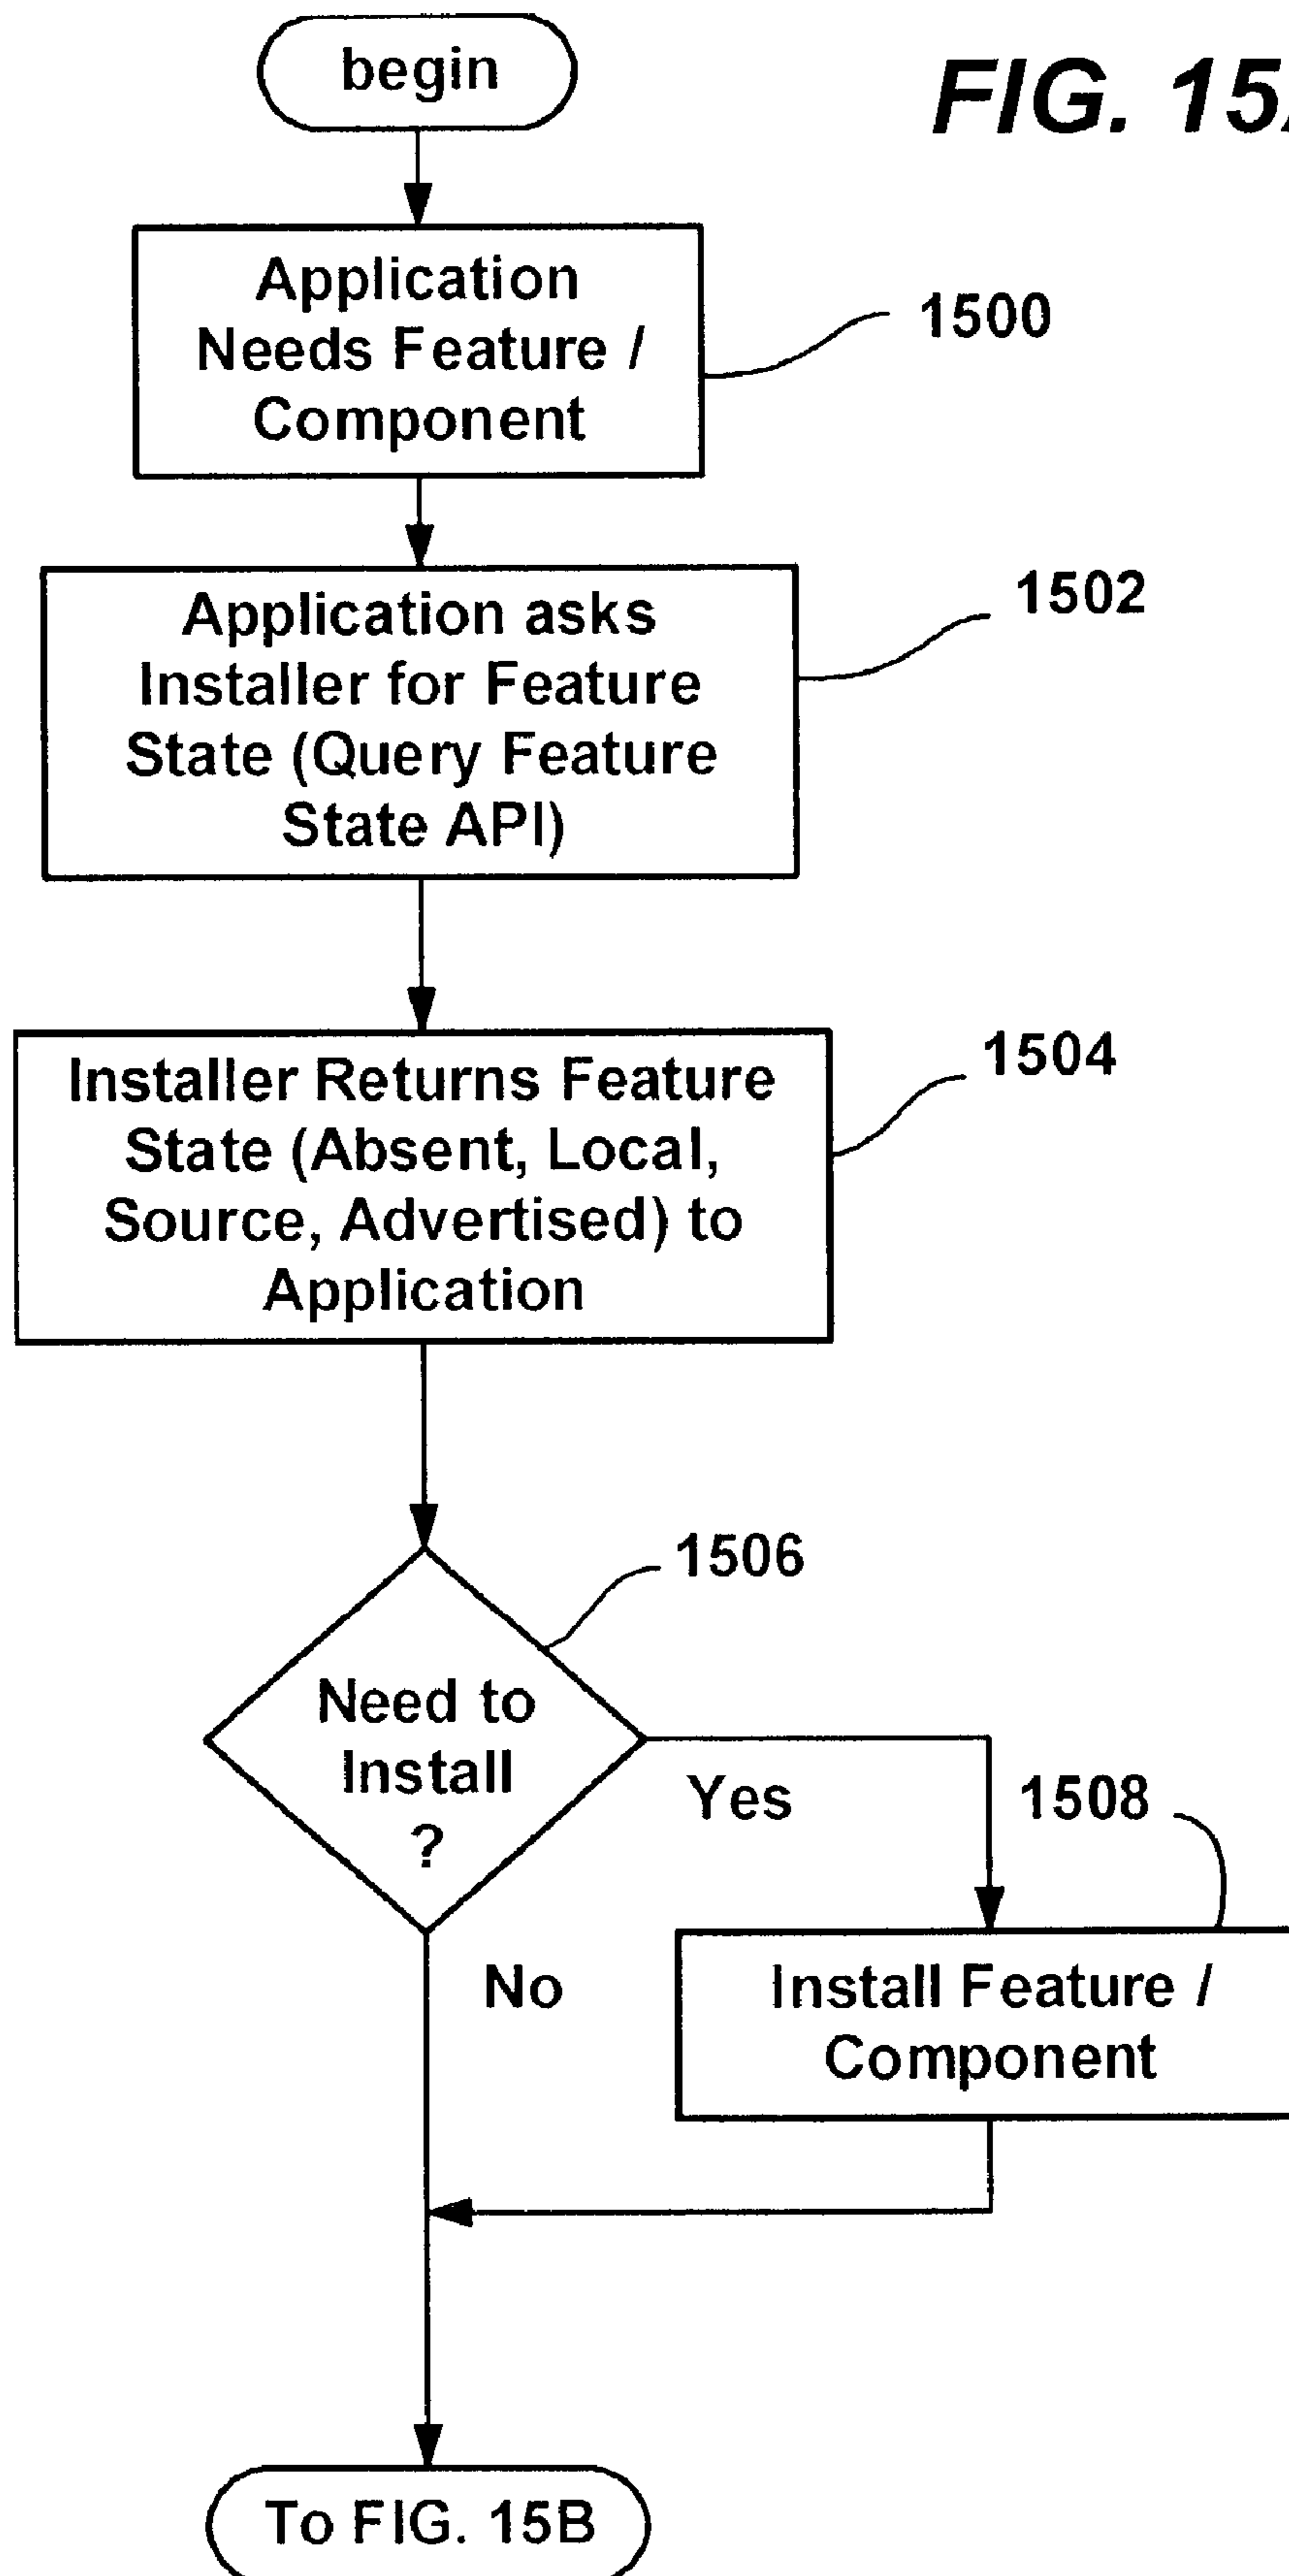 begin
FIG. 15
Application
Needs Feature /
Component
1500
Application asks
Installer for Feature
State (Query Feature
State API)
1502
Installer Returns Feature
State (Absent, Local,
Source, Advertised) to
Application
1504
1506
Need to
Install
?
Yes
1508
No
Install Feature /
Component
To FIG. 15B